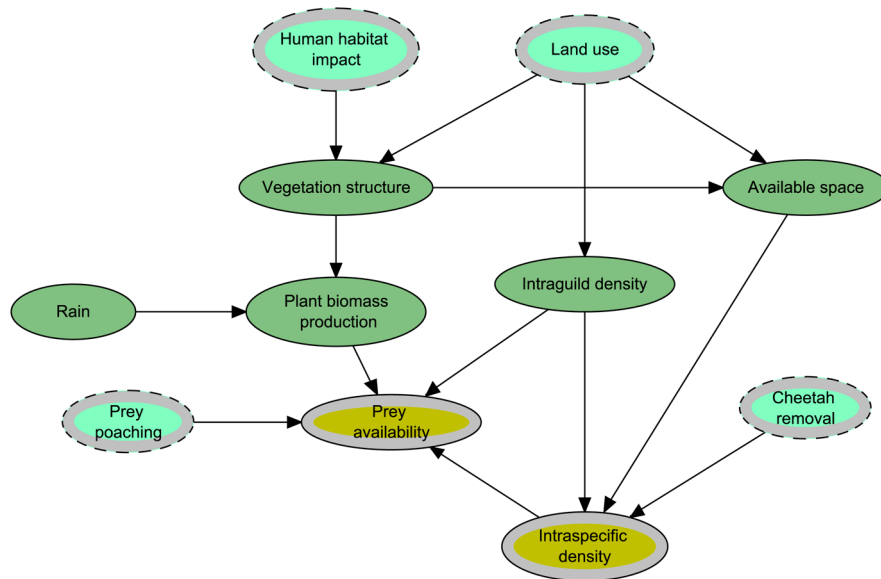 Human habitat
impact
Land use
Vegetation structure
Available space
Intraguild density
Rain
Plant biomass
production
Prey
poaching
Prey
availability
Cheetah
removal
Intraspecific
density